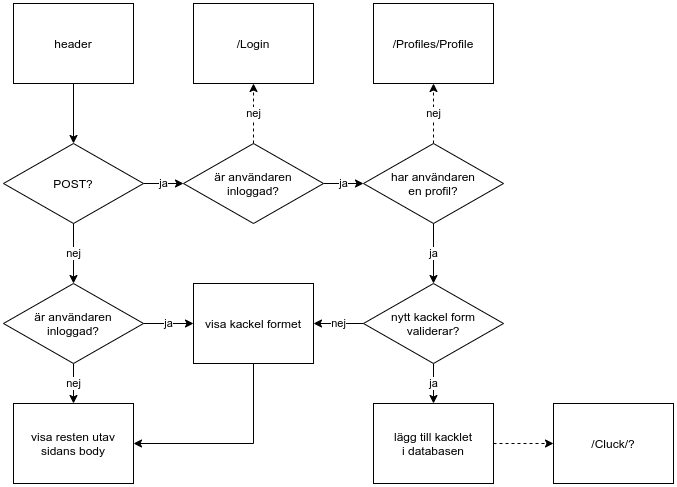 header
/Login
/Profiles/Profile
nej
nej
POST?
ja
är användaren
inloggad?
ja
har användaren
en profil?
nej
ja
är användaren
inloggad?
ja
visa kackel formet
nej
nytt kackel form
validerar?
nej
ja
visa resten utav
sidans body
lägg till kacklet
i databasen
/Cluck/?